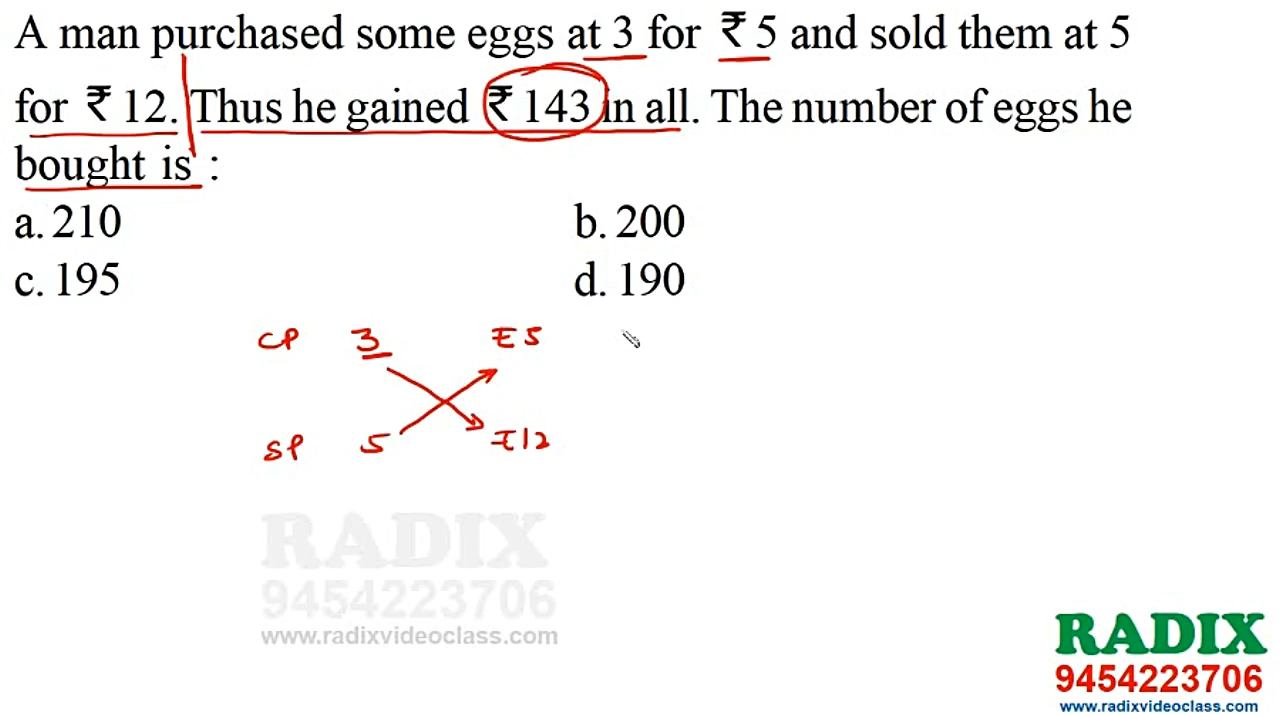 A man purchased some eggs at 3 for ₹ 5 and sold them at 5
for ₹ 12. Thus he gained ₹ 143 in all. The number of eggs he
bought is :
a. 210 b. 200
c. 195 d. 190
CP 3 ₹ 5
SP 5 ₹12
RADIX
9454223706
www.radixvideoclass.com
RADIX
9454223706
www.radixvideoclass.com